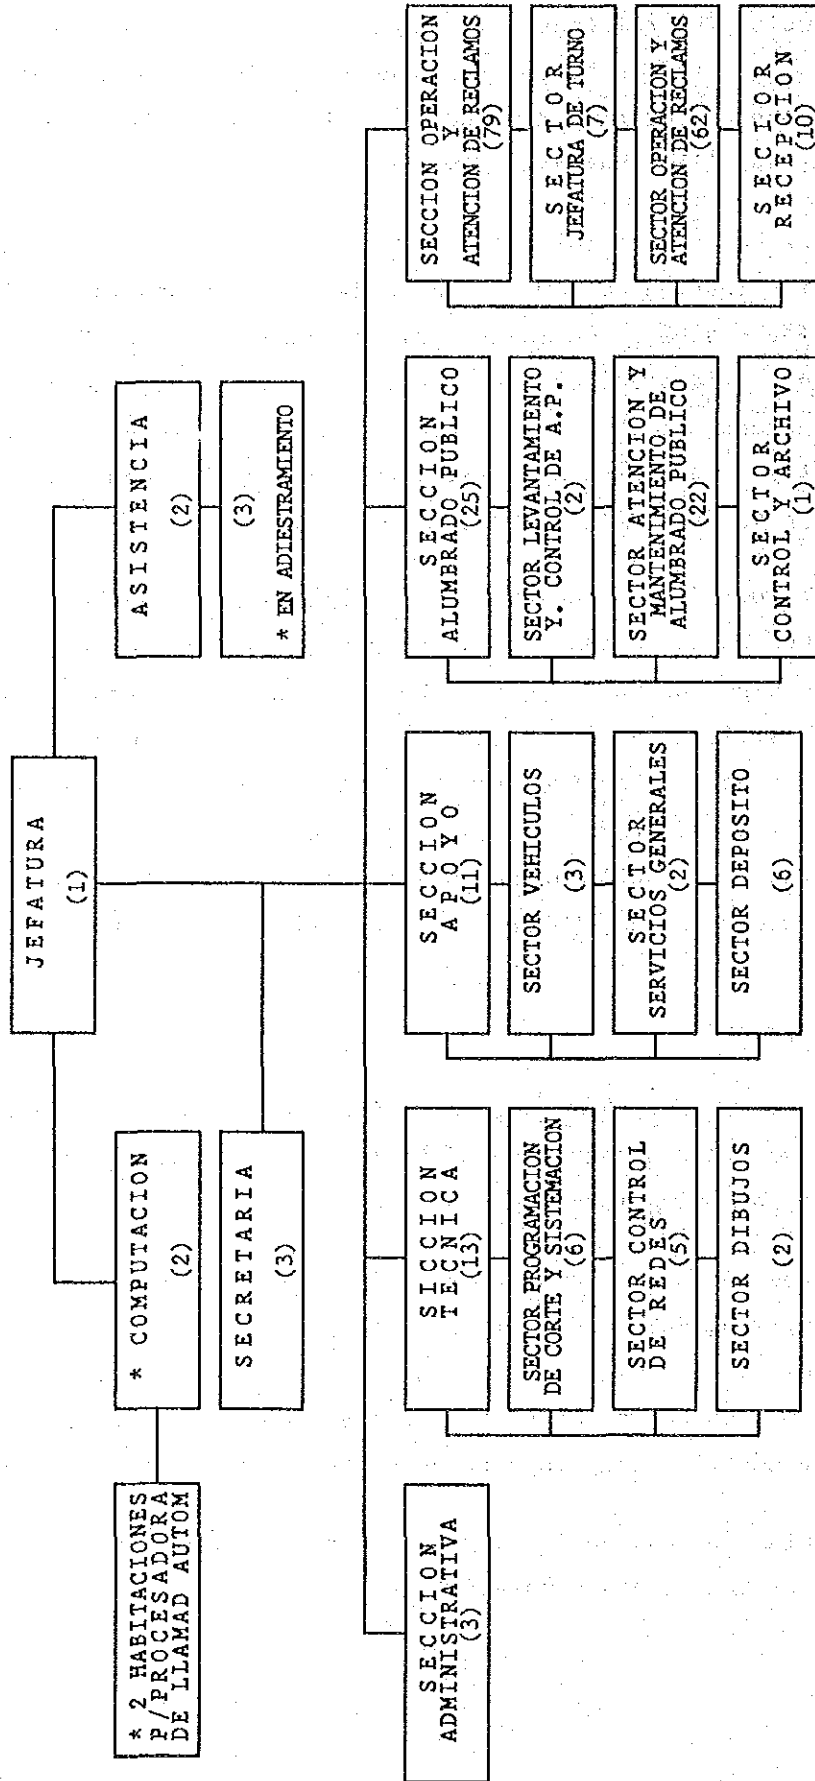 JEFATURA
(1)
* 2 HABITACIONES
P/PROCESADORA
DE LLAMAD AUTOM
* COMPUTACION
(2)
ASISTENCIA
(2)
SECRETARIA
(3)
(3)
* EN ADIESTRAMIENTO
SECCION
ADMINISTRATIVA
(3)
SICCION
TECNICA
(13)
SECTOR PROGRAMACION
DE CORTE Y SISTEMACION
(6)
SECTOR CONTROL
DE REDES
(5)
SECTOR DIBUJOS
(2)
SECCION
APOYO
(11)
SECTOR VEHICULOS
(3)
SECTOR
SERVICIOS GENERALES
(2)
SECTOR DEPOSITO
(6)
SECCION
ALUMBRADO PUBLICO
(25)
SECTOR LEVANTAMIENTO
Y. CONTROL DE A.P.
(2)
SECTOR ATENCION Y
MANTENIMIENTO DE
ALUMBRADO PUBLICO
(22)
SECTOR
CONTROL Y ARCHIVO
(1)
SECCION OPERACION
Y
ATENCION DE RECLAMOS
(79)
SECTOR
JEFATURA DE TURNO
(7)
SECTOR OPERACION Y
ATENCION DE RECLAMOS
(62)
SECTOR
RECEPCION
(10)